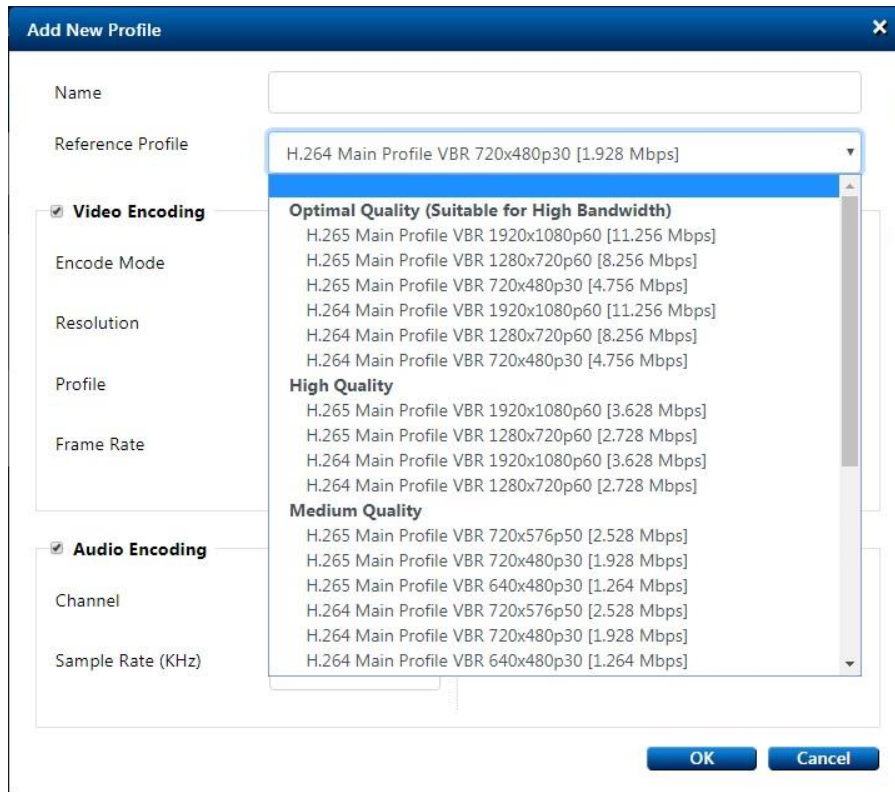 Add New Profile
Name
Reference Profile
H.264 Main Profile VBR 720x480p30 [1.928 Mbps]
Optimal Quality (Suitable for High Bandwidth)
H.265 Main Profile VBR 1920x1080p60 [11.256 Mbps]
H.265 Main Profile VBR 1280x720p60 [8.256 Mbps]
H.265 Main Profile VBR 720x480p30 [4.756 Mbps]
H.264 Main Profile VBR 1920x1080p60 [11.256 Mbps]
H.264 Main Profile VBR 1280x720p60 [8.256 Mbps]
H.264 Main Profile VBR 720x480p30 [4.756 Mbps]
High Quality
H.265 Main Profile VBR 1920x1080p60 [3.628 Mbps]
H.265 Main Profile VBR 1280x720p60 [2.728 Mbps]
H.264 Main Profile VBR 1920x1080p60 [3.628 Mbps]
H.264 Main Profile VBR 1280x720p60 [2.728 Mbps]
Medium Quality
H.265 Main Profile VBR 720x576p50 [2.528 Mbps]
H.265 Main Profile VBR 720x480p30 [1.928 Mbps]
H.265 Main Profile VBR 640x480p30 [1.264 Mbps]
H.264 Main Profile VBR 720x576p50 [2.528 Mbps]
H.264 Main Profile VBR 720x480p30 [1.928 Mbps]
H.264 Main Profile VBR 640x480p30 [1.264 Mbps]
Video Encoding
Encode Mode
Resolution
Profile
Frame Rate
Audio Encoding
Channel
Sample Rate (KHz)
OK
Cancel